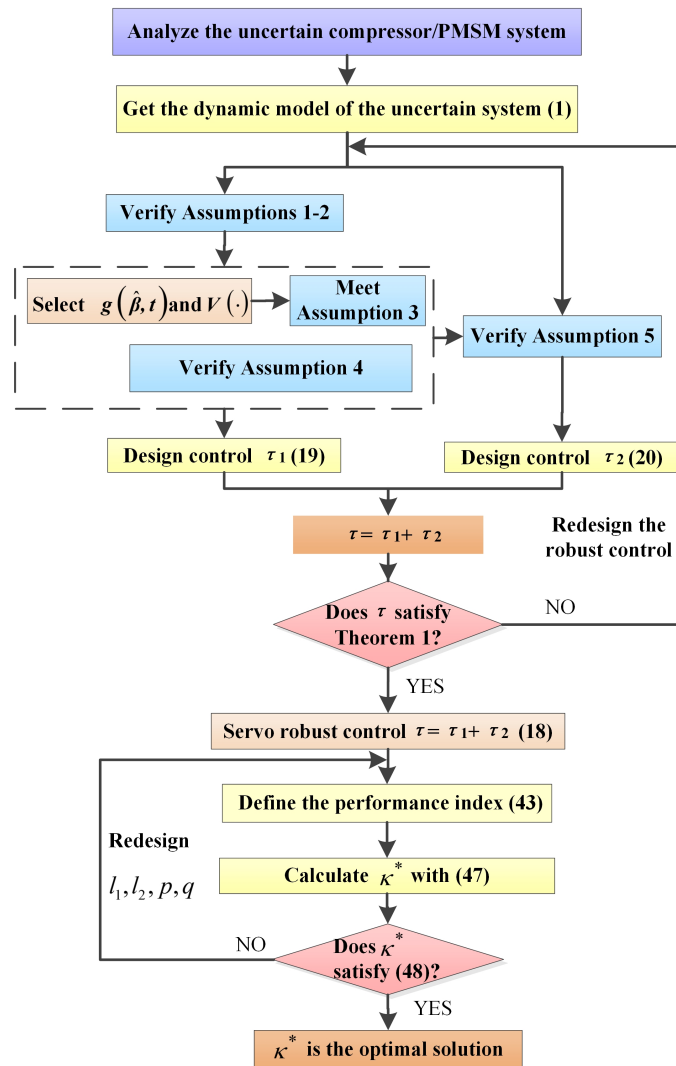 Analyze the uncertain compressor/PMSM system
Get the dynamic model of the uncertain system (1)
Verify Assumptions 1-2
Select g(β̂, t) and V(·)
Meet
Assumption 3
Verify Assumption 4
Verify Assumption 5
Design control τ1 (19)
Design control τ2 (20)
τ = τ1+ τ2
Redesign the
robust control
Does τ satisfy
Theorem 1?
NO
YES
Servo robust control τ = τ1+ τ2 (18)
Define the performance index (43)
Redesign
l1, l2, p, q
Calculate κ* with (47)
NO
Does κ*
satisfy (48)?
YES
κ* is the optimal solution